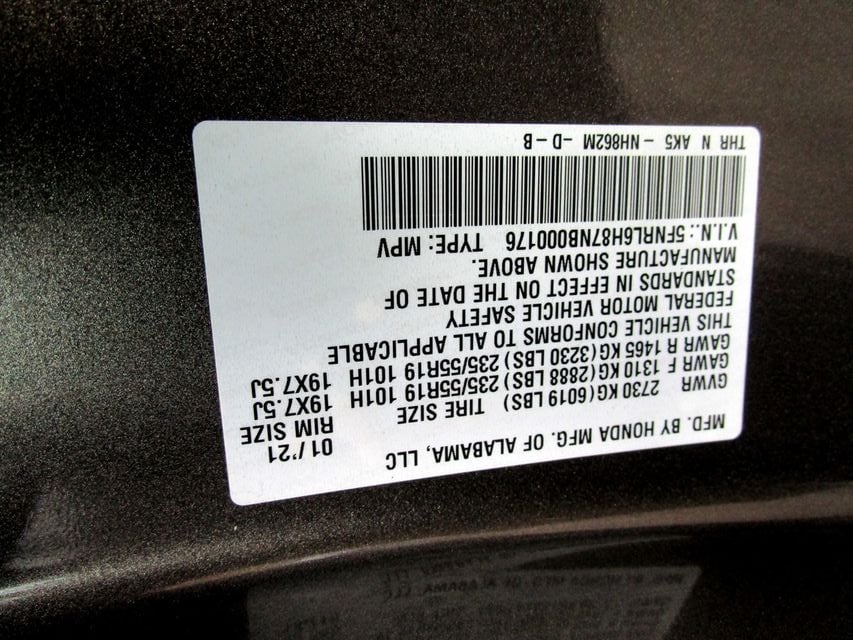 MFD. BY HONDA MFG. OF ALABAMA, LLC 01/'21
GVWR 2730 KG(6019 LBS) TIRE SIZE RIM SIZE
GAWR F 1310 KG(2888 LBS) 235/55R19 101H 19X7.5J
GAWR R 1465 KG(3230 LBS) 235/55R19 101H 19X7.5J
THIS VEHICLE CONFORMS TO ALL APPLICABLE
FEDERAL MOTOR VEHICLE SAFETY
STANDARDS IN EFFECT ON THE DATE OF
MANUFACTURE SHOWN ABOVE.
V.I.N.: 5FNRL6H87NB000176 TYPE: MPV
THR N AK5 - NH862M -D-B